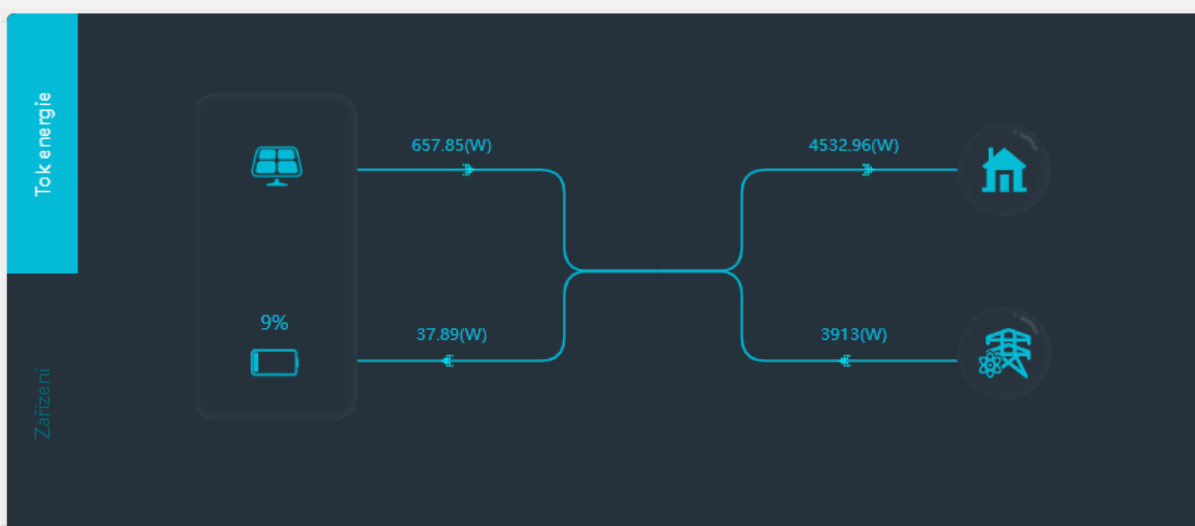 Tok energie
Zařízení
657.85(W)
4532.96(W)
9%
37.89(W)
3913(W)